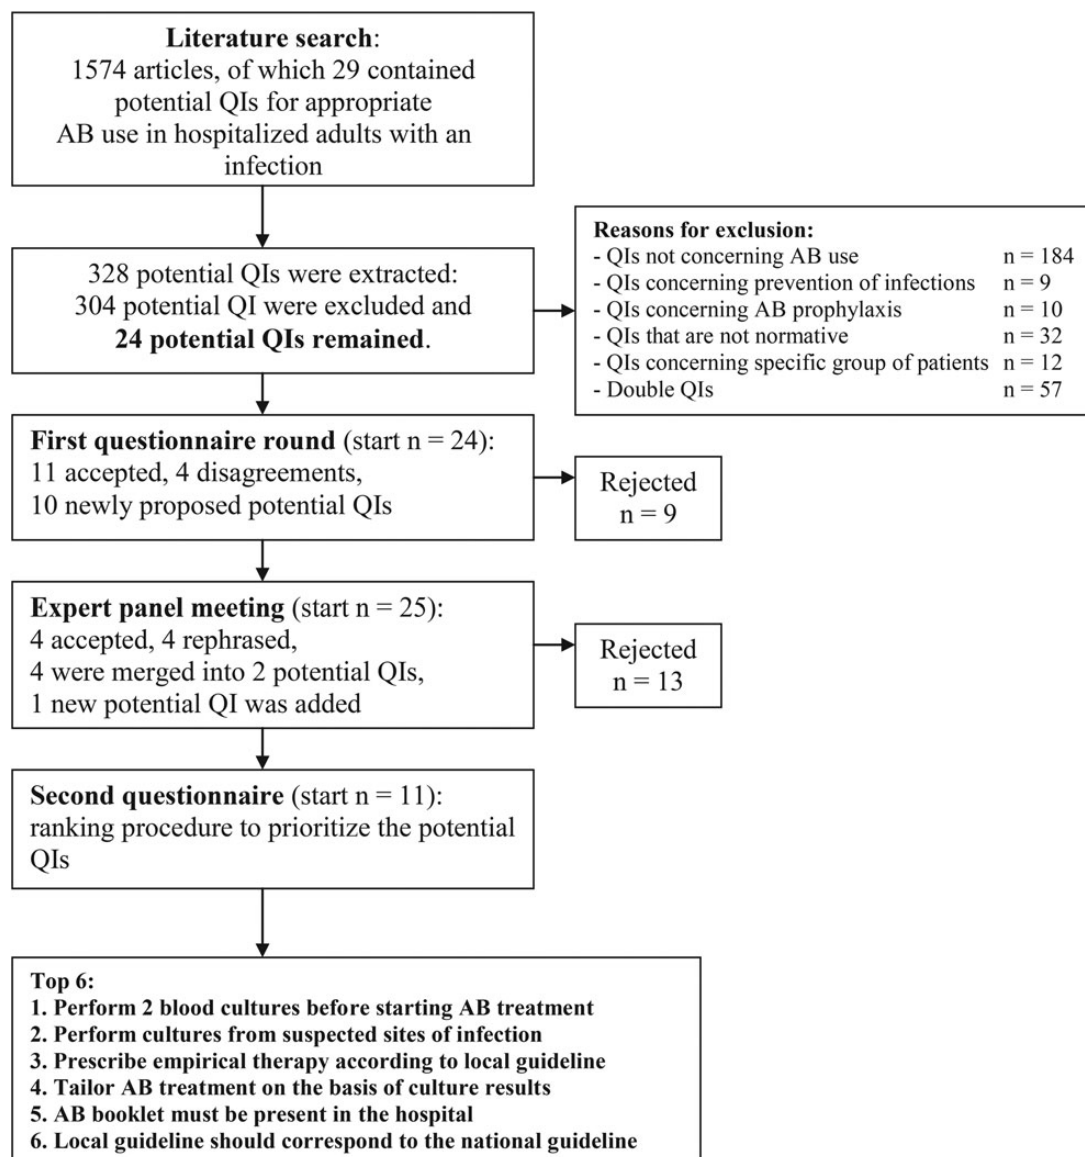 Literature search:
1574 articles, of which 29 contained
potential QIs for appropriate
AB use in hospitalized adults with an
infection
328 potential QIs were extracted:
304 potential QI were excluded and
24 potential QIs remained.
Reasons for exclusion:
- QIs not concerning AB use n = 184
- QIs concerning prevention of infections n = 9
- QIs concerning AB prophylaxis n = 10
- QIs that are not normative n = 32
- QIs concerning specific group of patients n = 12
- Double QIs n = 57
First questionnaire round (start n = 24):
11 accepted, 4 disagreements,
10 newly proposed potential QIs
Rejected
n = 9
Expert panel meeting (start n = 25):
4 accepted, 4 rephrased,
4 were merged into 2 potential QIs,
1 new potential QI was added
Rejected
n = 13
Second questionnaire (start n = 11):
ranking procedure to prioritize the potential
QIs
Top 6:
1. Perform 2 blood cultures before starting AB treatment
2. Perform cultures from suspected sites of infection
3. Prescribe empirical therapy according to local guideline
4. Tailor AB treatment on the basis of culture results
5. AB booklet must be present in the hospital
6. Local guideline should correspond to the national guideline